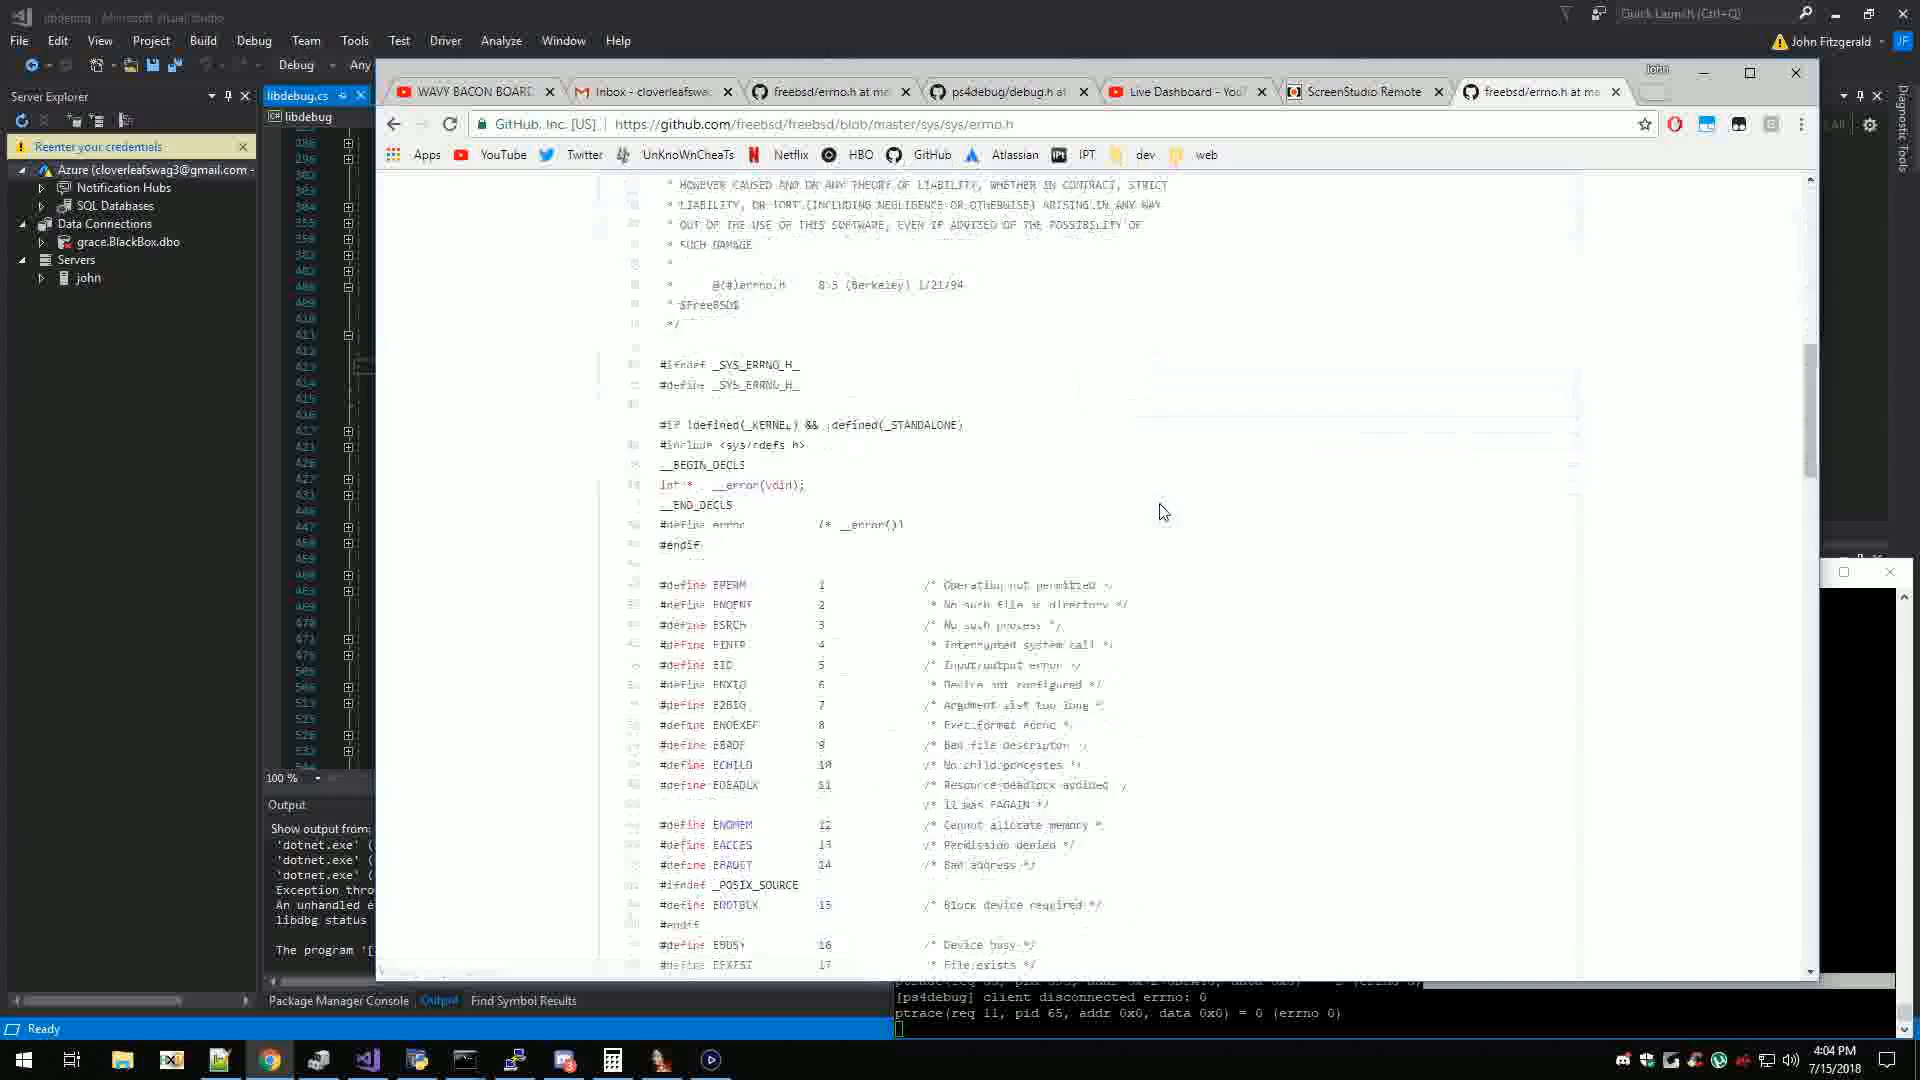 libdebug - Microsoft Visual Studio
Quick Launch (Ctrl+Q)
File Edit View Project Build Debug Team Tools Test Driver Analyze Window Help
John Fitzgerald JF
Debug Any
John
Server Explorer
libdebug.cs
WAVY BACON BOARD
Inbox - cloverleafswa
freebsd/errno.h at ma
ps4debug/debug.h at
Live Dashboard - You
ScreenStudio Remote
freebsd/errno.h at ma
libdebug
GitHub, Inc. [US] https://github.com/freebsd/freebsd/blob/master/sys/sys/errno.h
Reenter your credentials
Apps YouTube Twitter UnKnoWnCheaTs Netflix HBO GitHub Atlassian IPT dev web
Diagnostic Tools
Azure (cloverleafswag3@gmail.com -
Notification Hubs
SQL Databases
Data Connections
grace.BlackBox.dbo
Servers
john
* HOWEVER CAUSED AND ON ANY THEORY OF LIABILITY, WHETHER IN CONTRACT, STRICT
* LIABILITY, OR TORT (INCLUDING NEGLIGENCE OR OTHERWISE) ARISING IN ANY WAY
* OUT OF THE USE OF THIS SOFTWARE, EVEN IF ADVISED OF THE POSSIBILITY OF
* SUCH DAMAGE
*
* @(#)errno.h 8.5 (Berkeley) 1/21/94
* $FreeBSD$
*/
#ifndef _SYS_ERRNO_H_
#define _SYS_ERRNO_H_
#if !defined(_KERNEL) && !defined(_STANDALONE)
#include <sys/cdefs.h>
__BEGIN_DECLS
int * __error(void);
__END_DECLS
#define errno (* __error())
#endif
#define EPERM 1 /* Operation not permitted */
#define ENOENT 2 /* No such file or directory */
#define ESRCH 3 /* No such process */
#define EINTR 4 /* Interrupted system call */
#define EIO 5 /* Input/output error */
#define ENXIO 6 /* Device not configured */
#define E2BIG 7 /* Argument list too long */
#define ENOEXEC 8 /* Exec format error */
#define EBADF 9 /* Bad file descriptor */
#define ECHILD 10 /* No child processes */
#define EDEADLK 11 /* Resource deadlock avoided */
/* 11 was EAGAIN */
#define ENOMEM 12 /* Cannot allocate memory */
#define EACCES 13 /* Permission denied */
#define EFAULT 14 /* Bad address */
#ifndef _POSIX_SOURCE
#define ENOTBLK 15 /* Block device required */
#endif
#define EBUSY 16 /* Device busy */
#define EEXIST 17 /* File exists */
100 %
Output
Show output from:
'dotnet.exe' (
'dotnet.exe' (
'dotnet.exe' (
Exception thro
An unhandled e
libdbg status
The program '[
Package Manager Console Output Find Symbol Results
[ps4debug] client disconnected errno: 0
ptrace(req 11, pid 65, addr 0x0, data 0x0) = 0 (errno 0)
Ready
4:04 PM
7/15/2018